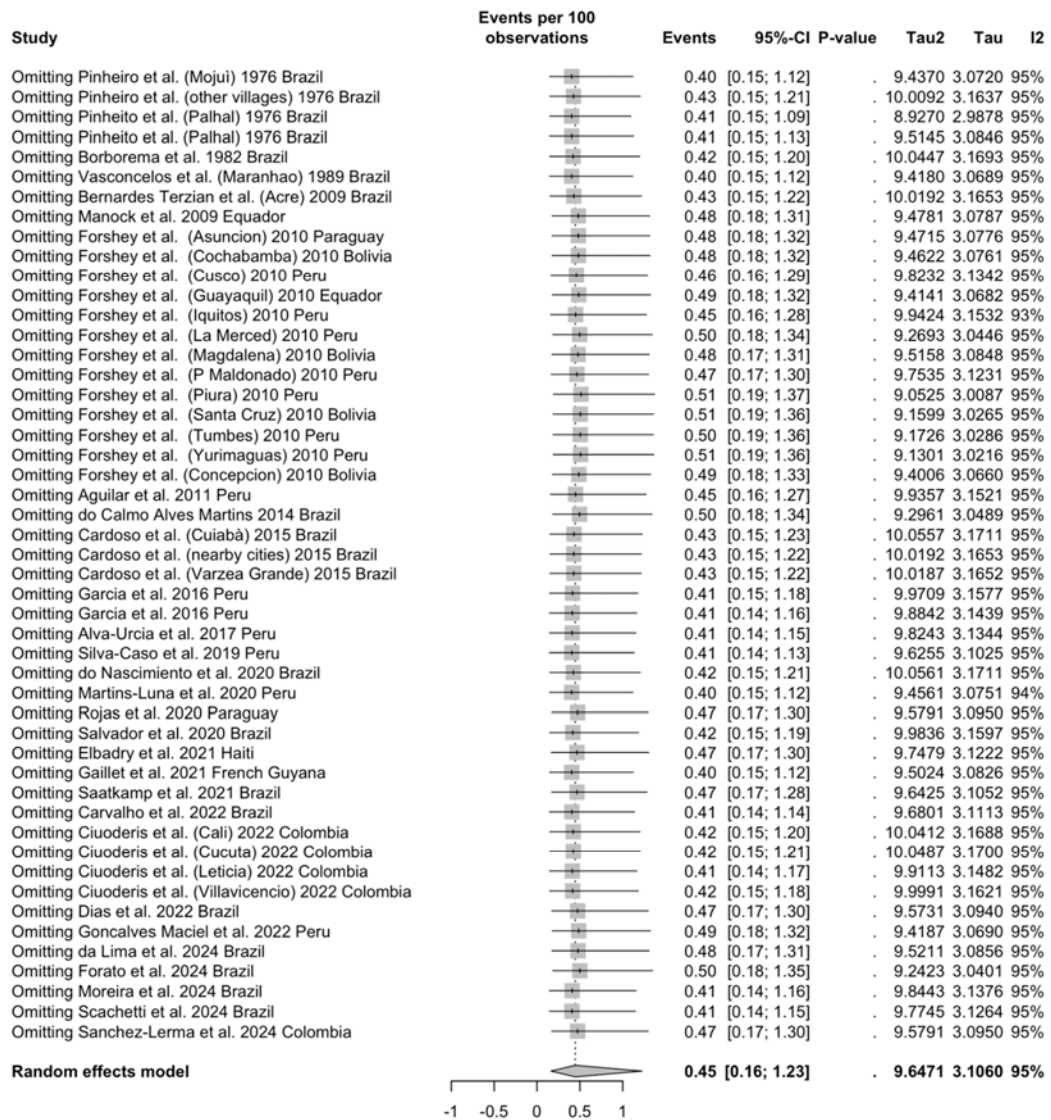 Events per 100
Study observations Events 95%-CI P-value Tau2 Tau I2
Omitting Pinheiro et al. (Mojuì) 1976 Brazil 0.40 [0.15; 1.12] . 9.4370 3.0720 95%
Omitting Pinheiro et al. (other villages) 1976 Brazil 0.43 [0.15; 1.21] . 10.0092 3.1637 95%
Omitting Pinheiro et al. (Palhal) 1976 Brazil 0.41 [0.15; 1.09] . 8.9270 2.9878 95%
Omitting Pinheito et al. (Palhal) 1976 Brazil 0.41 [0.15; 1.13] . 9.5145 3.0846 95%
Omitting Borborema et al. 1982 Brazil 0.42 [0.15; 1.20] . 10.0447 3.1693 95%
Omitting Vasconcelos et al. (Maranhao) 1989 Brazil 0.40 [0.15; 1.12] . 9.4180 3.0689 95%
Omitting Bernardes Terzian et al. (Acre) 2009 Brazil 0.43 [0.15; 1.22] . 10.0192 3.1653 95%
Omitting Manock et al. 2009 Equador 0.48 [0.18; 1.31] . 9.4781 3.0787 95%
Omitting Forshey et al. (Asuncion) 2010 Paraguay 0.48 [0.18; 1.32] . 9.4715 3.0776 95%
Omitting Forshey et al. (Cochabamba) 2010 Bolivia 0.48 [0.18; 1.32] . 9.4622 3.0761 95%
Omitting Forshey et al. (Cusco) 2010 Peru 0.46 [0.16; 1.29] . 9.8232 3.1342 95%
Omitting Forshey et al. (Guayaquil) 2010 Equador 0.49 [0.18; 1.32] . 9.4141 3.0682 95%
Omitting Forshey et al. (Iquitos) 2010 Peru 0.45 [0.16; 1.28] . 9.9424 3.1532 93%
Omitting Forshey et al. (La Merced) 2010 Peru 0.50 [0.18; 1.34] . 9.2693 3.0446 95%
Omitting Forshey et al. (Magdalena) 2010 Bolivia 0.48 [0.17; 1.31] . 9.5158 3.0848 95%
Omitting Forshey et al. (P Maldonado) 2010 Peru 0.47 [0.17; 1.30] . 9.7535 3.1231 95%
Omitting Forshey et al. (Piura) 2010 Peru 0.51 [0.19; 1.37] . 9.0525 3.0087 95%
Omitting Forshey et al. (Santa Cruz) 2010 Bolivia 0.51 [0.19; 1.36] . 9.1599 3.0265 95%
Omitting Forshey et al. (Tumbes) 2010 Peru 0.50 [0.19; 1.36] . 9.1726 3.0286 95%
Omitting Forshey et al. (Yurimaguas) 2010 Peru 0.51 [0.19; 1.36] . 9.1301 3.0216 95%
Omitting Forshey et al. (Concepcion) 2010 Bolivia 0.49 [0.18; 1.33] . 9.4006 3.0660 95%
Omitting Aguilar et al. 2011 Peru 0.45 [0.16; 1.27] . 9.9357 3.1521 95%
Omitting do Calmo Alves Martins 2014 Brazil 0.50 [0.18; 1.34] . 9.2961 3.0489 95%
Omitting Cardoso et al. (Cuiabà) 2015 Brazil 0.43 [0.15; 1.23] . 10.0557 3.1711 95%
Omitting Cardoso et al. (nearby cities) 2015 Brazil 0.43 [0.15; 1.22] . 10.0192 3.1653 95%
Omitting Cardoso et al. (Varzea Grande) 2015 Brazil 0.43 [0.15; 1.22] . 10.0187 3.1652 95%
Omitting Garcia et al. 2016 Peru 0.41 [0.15; 1.18] . 9.9709 3.1577 95%
Omitting Garcia et al. 2016 Peru 0.41 [0.14; 1.16] . 9.8842 3.1439 95%
Omitting Alva-Urcia et al. 2017 Peru 0.41 [0.14; 1.15] . 9.8243 3.1344 95%
Omitting Silva-Caso et al. 2019 Peru 0.41 [0.14; 1.13] . 9.6255 3.1025 95%
Omitting do Nascimiento et al. 2020 Brazil 0.42 [0.15; 1.21] . 10.0561 3.1711 95%
Omitting Martins-Luna et al. 2020 Peru 0.40 [0.15; 1.12] . 9.4561 3.0751 94%
Omitting Rojas et al. 2020 Paraguay 0.47 [0.17; 1.30] . 9.5791 3.0950 95%
Omitting Salvador et al. 2020 Brazil 0.42 [0.15; 1.19] . 9.9836 3.1597 95%
Omitting Elbadry et al. 2021 Haiti 0.47 [0.17; 1.30] . 9.7479 3.1222 95%
Omitting Gaillet et al. 2021 French Guyana 0.40 [0.15; 1.12] . 9.5024 3.0826 95%
Omitting Saatkamp et al. 2021 Brazil 0.47 [0.17; 1.28] . 9.6425 3.1052 95%
Omitting Carvalho et al. 2022 Brazil 0.41 [0.14; 1.14] . 9.6801 3.1113 95%
Omitting Ciuoderis et al. (Cali) 2022 Colombia 0.42 [0.15; 1.20] . 10.0412 3.1688 95%
Omitting Ciuoderis et al. (Cucuta) 2022 Colombia 0.42 [0.15; 1.21] . 10.0487 3.1700 95%
Omitting Ciuoderis et al. (Leticia) 2022 Colombia 0.41 [0.14; 1.17] . 9.9113 3.1482 95%
Omitting Ciuoderis et al. (Villavicencio) 2022 Colombia 0.42 [0.15; 1.18] . 9.9991 3.1621 95%
Omitting Dias et al. 2022 Brazil 0.47 [0.17; 1.30] . 9.5731 3.0940 95%
Omitting Goncalves Maciel et al. 2022 Peru 0.49 [0.18; 1.32] . 9.4187 3.0690 95%
Omitting da Lima et al. 2024 Brazil 0.48 [0.17; 1.31] . 9.5211 3.0856 95%
Omitting Forato et al. 2024 Brazil 0.50 [0.18; 1.35] . 9.2423 3.0401 95%
Omitting Moreira et al. 2024 Brazil 0.41 [0.14; 1.16] . 9.8443 3.1376 95%
Omitting Scachetti et al. 2024 Brazil 0.41 [0.14; 1.15] . 9.7745 3.1264 95%
Omitting Sanchez-Lerma et al. 2024 Colombia 0.47 [0.17; 1.30] . 9.5791 3.0950 95%
Random effects model 0.45 [0.16; 1.23] . 9.6471 3.1060 95%
-1 -0.5 0 0.5 1